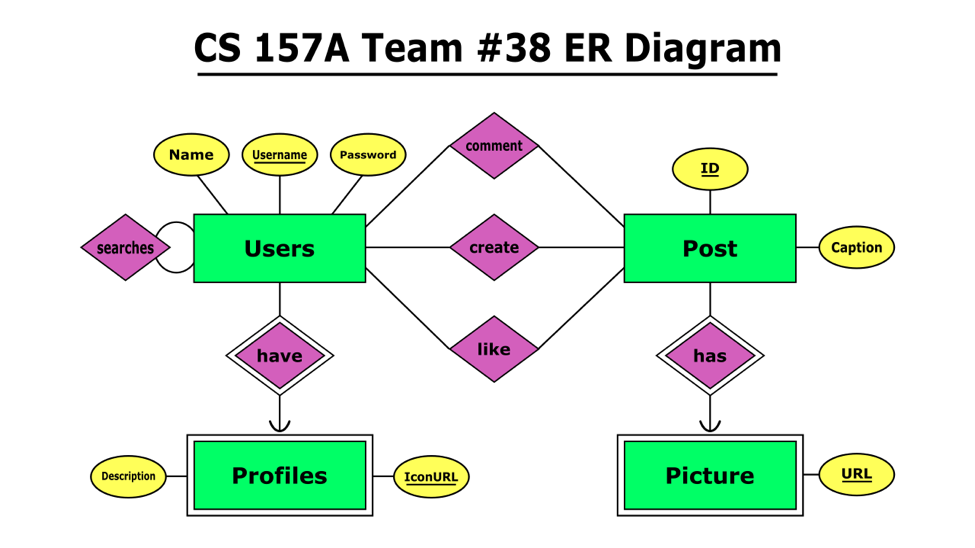 CS 157A Team #38 ER Diagram
comment
Name
Username
Password
ID
searches
Users
create
Post
Caption
like
have
has
Description
Profiles
IconURL
Picture
URL